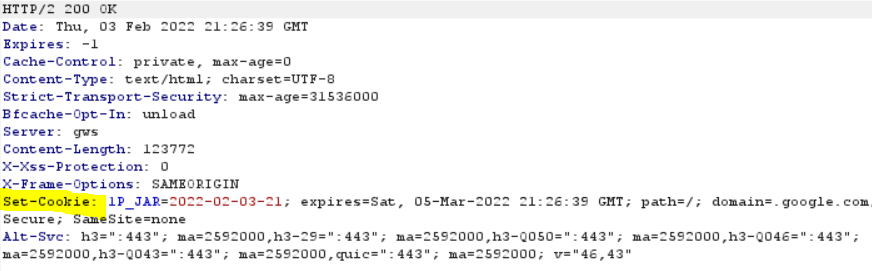 HTTP/2 200 OK
Date: Thu, 03 Feb 2022 21:26:39 GMT
Expires: -1
Cache-Control: private, max-age=0
Content-Type: text/html; charset=UTF-8
Strict-Transport-Security: max-age=31536000
Bfcache-Opt-In: unload
Server: gws
Content-Length: 123772
X-Xss-Protection: 0
X-Frame-Options: SAMEORIGIN
Set-Cookie: 1P_JAR=2022-02-03-21; expires=Sat, 05-Mar-2022 21:26:39 GMT; path=/; domain=.google.com
Secure; SameSite=none
Alt-Svc: h3=":443"; ma=2592000,h3-29=":443"; ma=2592000,h3-Q050=":443"; ma=2592000,h3-Q046=":443";
ma=2592000,h3-Q043=":443"; ma=2592000,quic=":443"; ma=2592000; v="46,43"